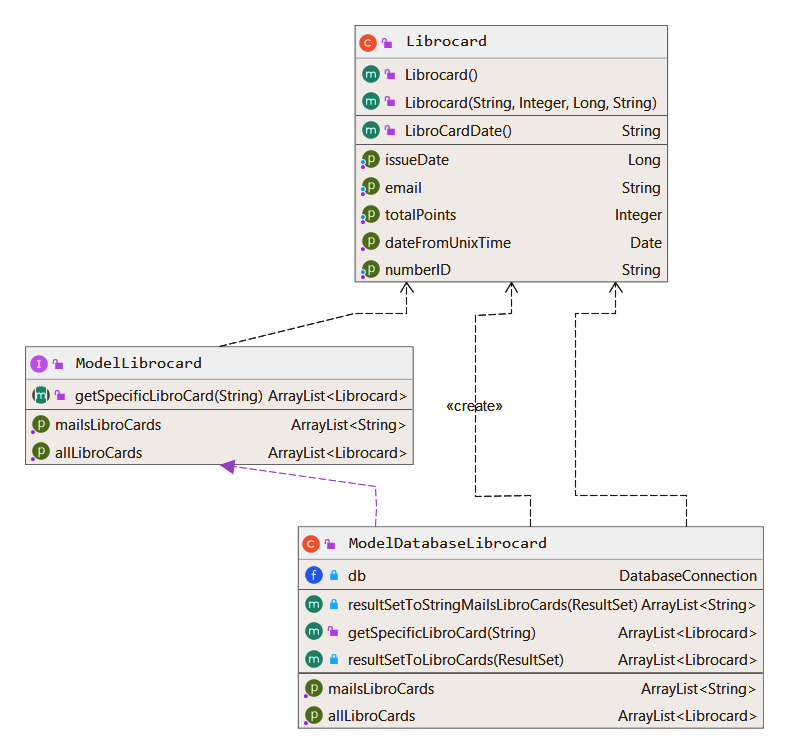 C Librocard
m Librocard()
m Librocard(String, Integer, Long, String)
m LibroCardDate() String
p issueDate Long
p email String
p totalPoints Integer
p dateFromUnixTime Date
p numberID String
I ModelLibrocard
m getSpecificLibroCard(String) ArrayList<Librocard>
p mailsLibroCards ArrayList<String>
p allLibroCards ArrayList<Librocard>
«create»
C ModelDatabaseLibrocard
f db DatabaseConnection
m resultSetToStringMailsLibroCards(ResultSet) ArrayList<String>
m getSpecificLibroCard(String) ArrayList<Librocard>
m resultSetToLibroCards(ResultSet) ArrayList<Librocard>
p mailsLibroCards ArrayList<String>
p allLibroCards ArrayList<Librocard>